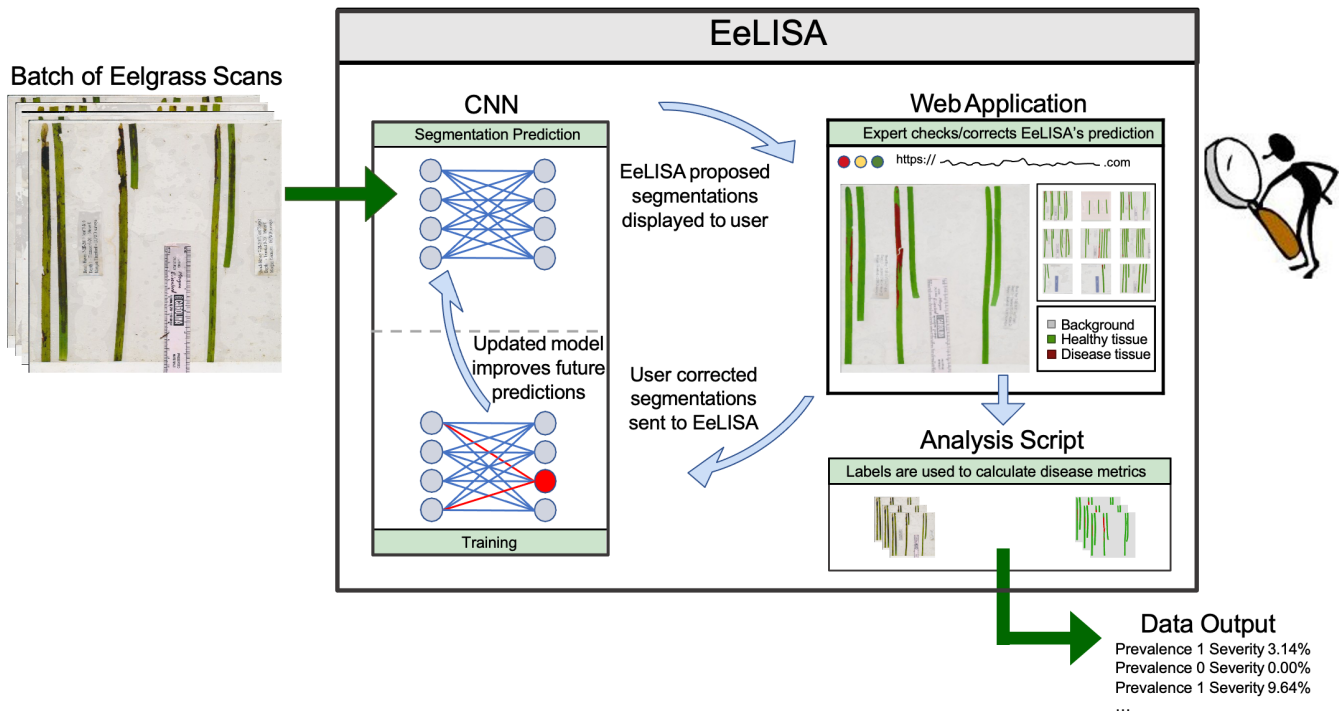 EeLISA
Batch of Eelgrass Scans
CNN
Segmentation Prediction
EeLISA proposed
segmentations
displayed to user
Web Application
Expert checks/corrects EeLISA's prediction
https://
.com
Background
Healthy tissue
Disease tissue
Updated model
improves future
predictions
User corrected
segmentations
sent to EeLISA
Training
Analysis Script
Labels are used to calculate disease metrics
Data Output
Prevalence 1 Severity 3.14%
Prevalence 0 Severity 0.00%
Prevalence 1 Severity 9.64%
...